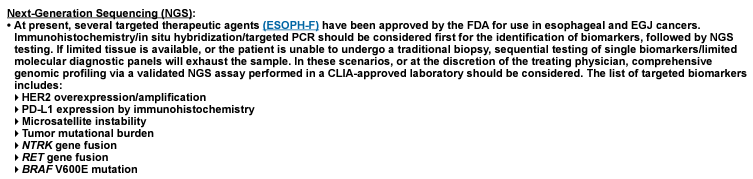 Next-Generation Sequencing (NGS):
• At present, several targeted therapeutic agents (ESOPH-F) have been approved by the FDA for use in esophageal and EGJ cancers.
Immunohistochemistry/in situ hybridization/targeted PCR should be considered first for the identification of biomarkers, followed by NGS
testing. If limited tissue is available, or the patient is unable to undergo a traditional biopsy, sequential testing of single biomarkers/limited
molecular diagnostic panels will exhaust the sample. In these scenarios, or at the discretion of the treating physician, comprehensive
genomic profiling via a validated NGS assay performed in a CLIA-approved laboratory should be considered. The list of targeted biomarkers
includes:
▸ HER2 overexpression/amplification
▸ PD-L1 expression by immunohistochemistry
▸ Microsatellite instability
▸ Tumor mutational burden
▸ NTRK gene fusion
▸ RET gene fusion
▸ BRAF V600E mutation